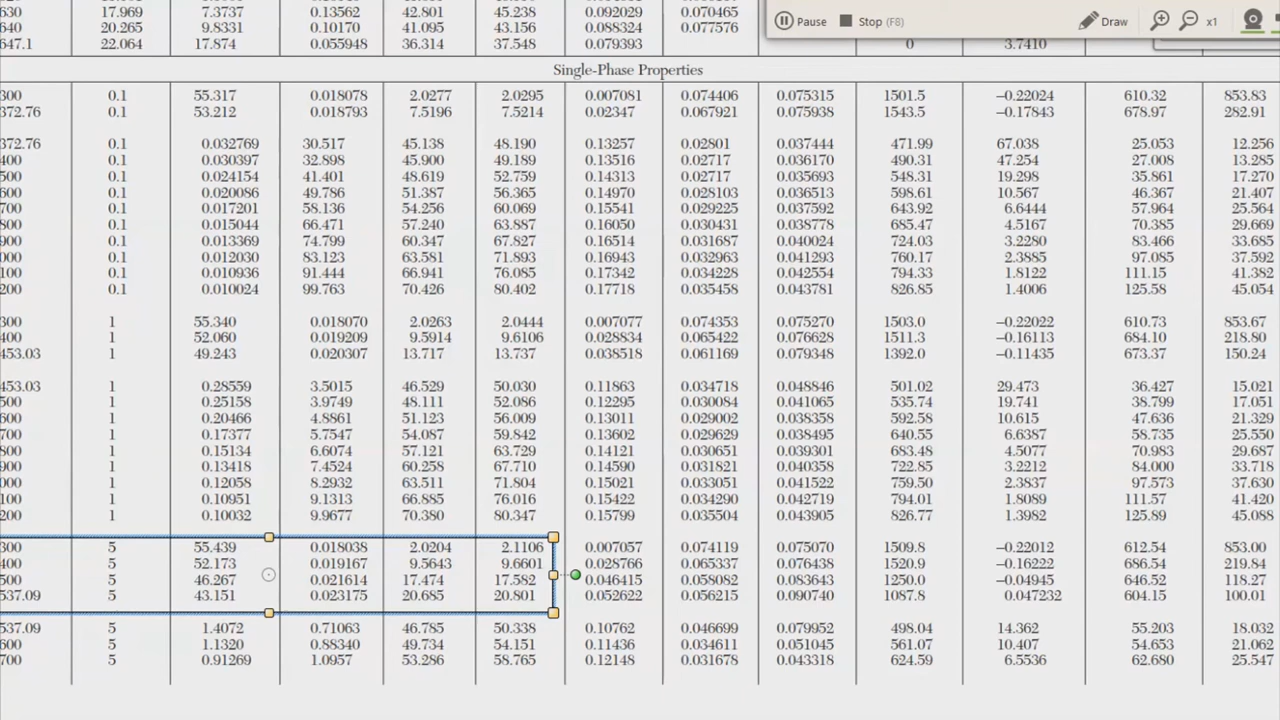 630 17.969 7.3737 0.13562 42.801 45.238 0.092029 0.070465
640 20.265 9.8331 0.10170 41.095 43.156 0.088324 0.077576
647.1 22.064 17.874 0.055948 36.314 37.548 0.079393 0 3.7410
Pause Stop (F8) Draw x1
Single-Phase Properties
300 0.1 55.317 0.018078 2.0277 2.0295 0.007081 0.074406 0.075315 1501.5 –0.22024 610.32 853.83
372.76 0.1 53.212 0.018793 7.5196 7.5214 0.02347 0.067921 0.075938 1543.5 –0.17843 678.97 282.91
372.76 0.1 0.032769 30.517 45.138 48.190 0.13257 0.02801 0.037444 471.99 67.038 25.053 12.256
400 0.1 0.030397 32.898 45.900 49.189 0.13516 0.02717 0.036170 490.31 47.254 27.008 13.285
500 0.1 0.024154 41.401 48.619 52.759 0.14313 0.02717 0.035693 548.31 19.298 35.861 17.270
600 0.1 0.020086 49.786 51.387 56.365 0.14970 0.028103 0.036513 598.61 10.567 46.367 21.407
700 0.1 0.017201 58.136 54.256 60.069 0.15541 0.029225 0.037592 643.92 6.6444 57.964 25.564
800 0.1 0.015044 66.471 57.240 63.887 0.16050 0.030431 0.038778 685.47 4.5167 70.385 29.669
900 0.1 0.013369 74.799 60.347 67.827 0.16514 0.031687 0.040024 724.03 3.2280 83.466 33.685
000 0.1 0.012030 83.123 63.581 71.893 0.16943 0.032963 0.041293 760.17 2.3885 97.085 37.592
100 0.1 0.010936 91.444 66.941 76.085 0.17342 0.034228 0.042554 794.33 1.8122 111.15 41.382
200 0.1 0.010024 99.763 70.426 80.402 0.17718 0.035458 0.043781 826.85 1.4006 125.58 45.054
300 1 55.340 0.018070 2.0263 2.0444 0.007077 0.074353 0.075270 1503.0 –0.22022 610.73 853.67
400 1 52.060 0.019209 9.5914 9.6106 0.028834 0.065422 0.076628 1511.3 –0.16113 684.10 218.80
453.03 1 49.243 0.020307 13.717 13.737 0.038518 0.061169 0.079348 1392.0 –0.11435 673.37 150.24
453.03 1 0.28559 3.5015 46.529 50.030 0.11863 0.034718 0.048846 501.02 29.473 36.427 15.021
500 1 0.25158 3.9749 48.111 52.086 0.12295 0.030084 0.041065 535.74 19.741 38.799 17.051
600 1 0.20466 4.8861 51.123 56.009 0.13011 0.029002 0.038358 592.58 10.615 47.636 21.329
700 1 0.17377 5.7547 54.087 59.842 0.13602 0.029629 0.038495 640.55 6.6387 58.735 25.550
800 1 0.15134 6.6074 57.121 63.729 0.14121 0.030651 0.039301 683.48 4.5077 70.983 29.687
900 1 0.13418 7.4524 60.258 67.710 0.14590 0.031821 0.040358 722.85 3.2212 84.000 33.718
000 1 0.12058 8.2932 63.511 71.804 0.15021 0.033051 0.041522 759.50 2.3837 97.573 37.630
100 1 0.10951 9.1313 66.885 76.016 0.15422 0.034290 0.042719 794.01 1.8089 111.57 41.420
200 1 0.10032 9.9677 70.380 80.347 0.15799 0.035504 0.043905 826.77 1.3982 125.89 45.088
300 5 55.439 0.018038 2.0204 2.1106 0.007057 0.074119 0.075070 1509.8 –0.22012 612.54 853.00
400 5 52.173 0.019167 9.5643 9.6601 0.028766 0.065337 0.076438 1520.9 –0.16222 686.54 219.84
500 5 46.267 0.021614 17.474 17.582 0.046415 0.058082 0.083643 1250.0 –0.04945 646.52 118.27
537.09 5 43.151 0.023175 20.685 20.801 0.052622 0.056215 0.090740 1087.8 0.047232 604.15 100.01
537.09 5 1.4072 0.71063 46.785 50.338 0.10762 0.046699 0.079952 498.04 14.362 55.203 18.032
600 5 1.1320 0.88340 49.734 54.151 0.11436 0.034611 0.051045 561.07 10.407 54.653 21.062
700 5 0.91269 1.0957 53.286 58.765 0.12148 0.031678 0.043318 624.59 6.5536 62.680 25.547